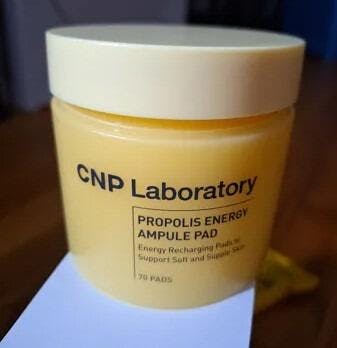 CNP Laboratory
PROPOLIS ENERGY
AMPULE PAD
Energy Recharging Pads to
Support Soft and Supple Skin
70 PADS